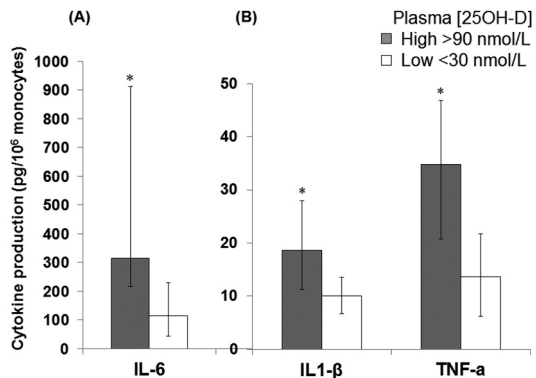 (A)
(B)
Plasma [25OH-D]
High >90 nmol/L
Low <30 nmol/L
Cytokine production (pg/10⁶ monocytes)
1000
900
800
700
600
500
400
300
200
100
0
*
IL-6
50
40
30
20
10
0
*
*
IL1-β
TNF-a